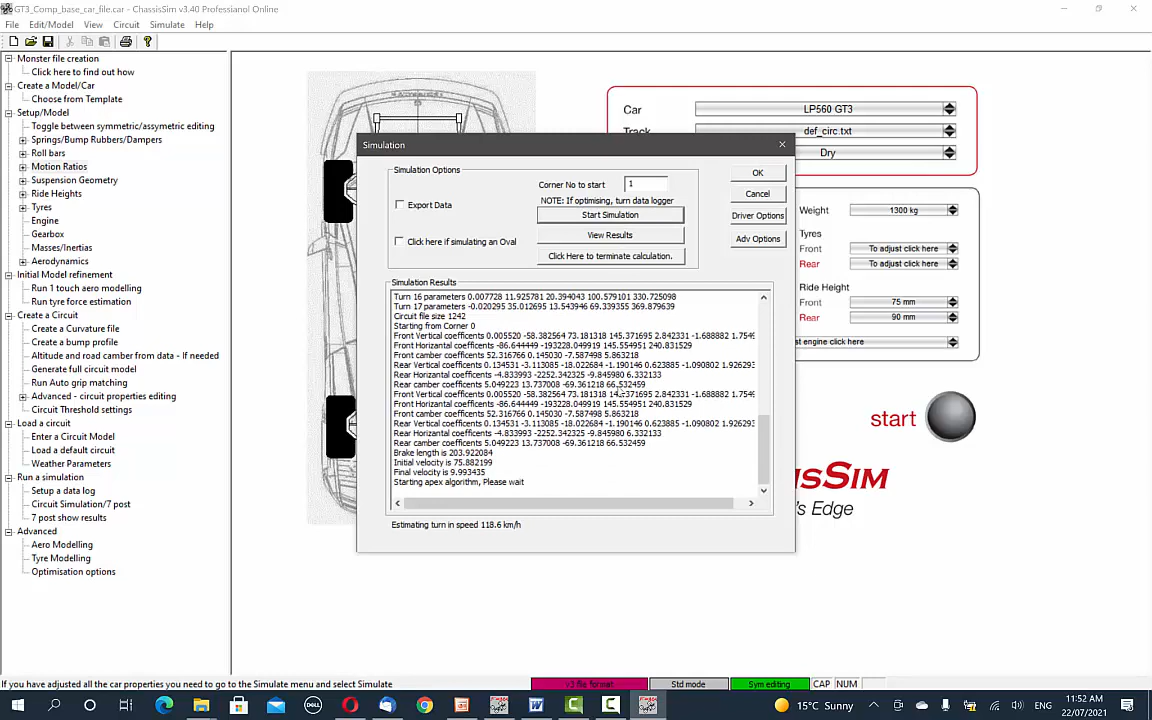 GT3_Comp_base_car_file.car - ChassisSim v3.40 Professianol Online
File Edit/Model View Circuit Simulate Help
Monster file creation
Click here to find out how
Create a Model/Car
Choose from Template
Setup/Model
Toggle between symmetric/assymetric editing
Springs/Bump Rubbers/Dampers
Roll bars
Motion Ratios
Suspension Geometry
Ride Heights
Tyres
Engine
Gearbox
Masses/Inertias
Aerodynamics
Initial Model refinement
Run 1 touch aero modelling
Run tyre force estimation
Create a Circuit
Create a Curvature file
Create a bump profile
Altitude and road camber from data - If needed
Generate full circuit model
Run Auto grip matching
Advanced - circuit properties editing
Circuit Threshold settings
Load a circuit
Enter a Circuit Model
Load a default circuit
Weather Parameters
Run a simulation
Setup a data log
Circuit Simulation/7 post
7 post show results
Advanced
Aero Modelling
Tyre Modelling
Optimisation options
Car LP560 GT3
Track def_circ.txt
Dry
Weight 1300 kg
Tyres
Front To adjust click here
Rear To adjust click here
Ride Height
Front 75 mm
Rear 90 mm
st engine click here
start
ısSim
's Edge
Simulation
Simulation Options
Export Data
Click here if simulating an Oval
Corner No to start 1
NOTE: If optimising, turn data logger
Start Simulation
View Results
Click Here to terminate calculation.
OK
Cancel
Driver Options
Adv Options
Simulation Results
Turn 16 parameters 0.007728 11.925781 20.394043 100.579101 330.725098
Turn 17 parameters -0.020295 35.012695 13.543946 69.339355 369.879639
Circuit file size 1242
Starting from Corner 0
Front Vertical coefficents 0.005520 -58.382564 73.181318 145.371695 2.842331 -1.688882 1.7549
Front Horizontal coefficents -86.644449 -193228.049919 145.554951 240.831529
Front camber coefficents 52.316766 0.145030 -7.587498 5.863218
Rear Vertical coefficents 0.134531 -3.113085 -18.022684 -1.190146 0.623885 -1.090802 1.926293
Rear Horizontal coefficents -4.833993 -2252.342325 -9.845980 6.332133
Rear camber coefficents 5.049223 13.737008 -69.361218 66.532459
Front Vertical coefficents 0.005520 -58.382564 73.181318 145.371695 2.842331 -1.688882 1.7549
Front Horizontal coefficents -86.644449 -193228.049919 145.554951 240.831529
Front camber coefficents 52.316766 0.145030 -7.587498 5.863218
Rear Vertical coefficents 0.134531 -3.113085 -18.022684 -1.190146 0.623885 -1.090802 1.926293
Rear Horizontal coefficents -4.833993 -2252.342325 -9.845980 6.332133
Rear camber coefficents 5.049223 13.737008 -69.361218 66.532459
Brake length is 203.922084
Initial velocity is 75.882199
Final velocity is 9.993435
Starting apex algorithm, Please wait
Estimating turn in speed 118.6 km/h
If you have adjusted all the car properties you need to go to the Simulate menu and select Simulate
v3 file format Std mode Sym editing CAP NUM
15°C Sunny ENG
11:52 AM
22/07/2021